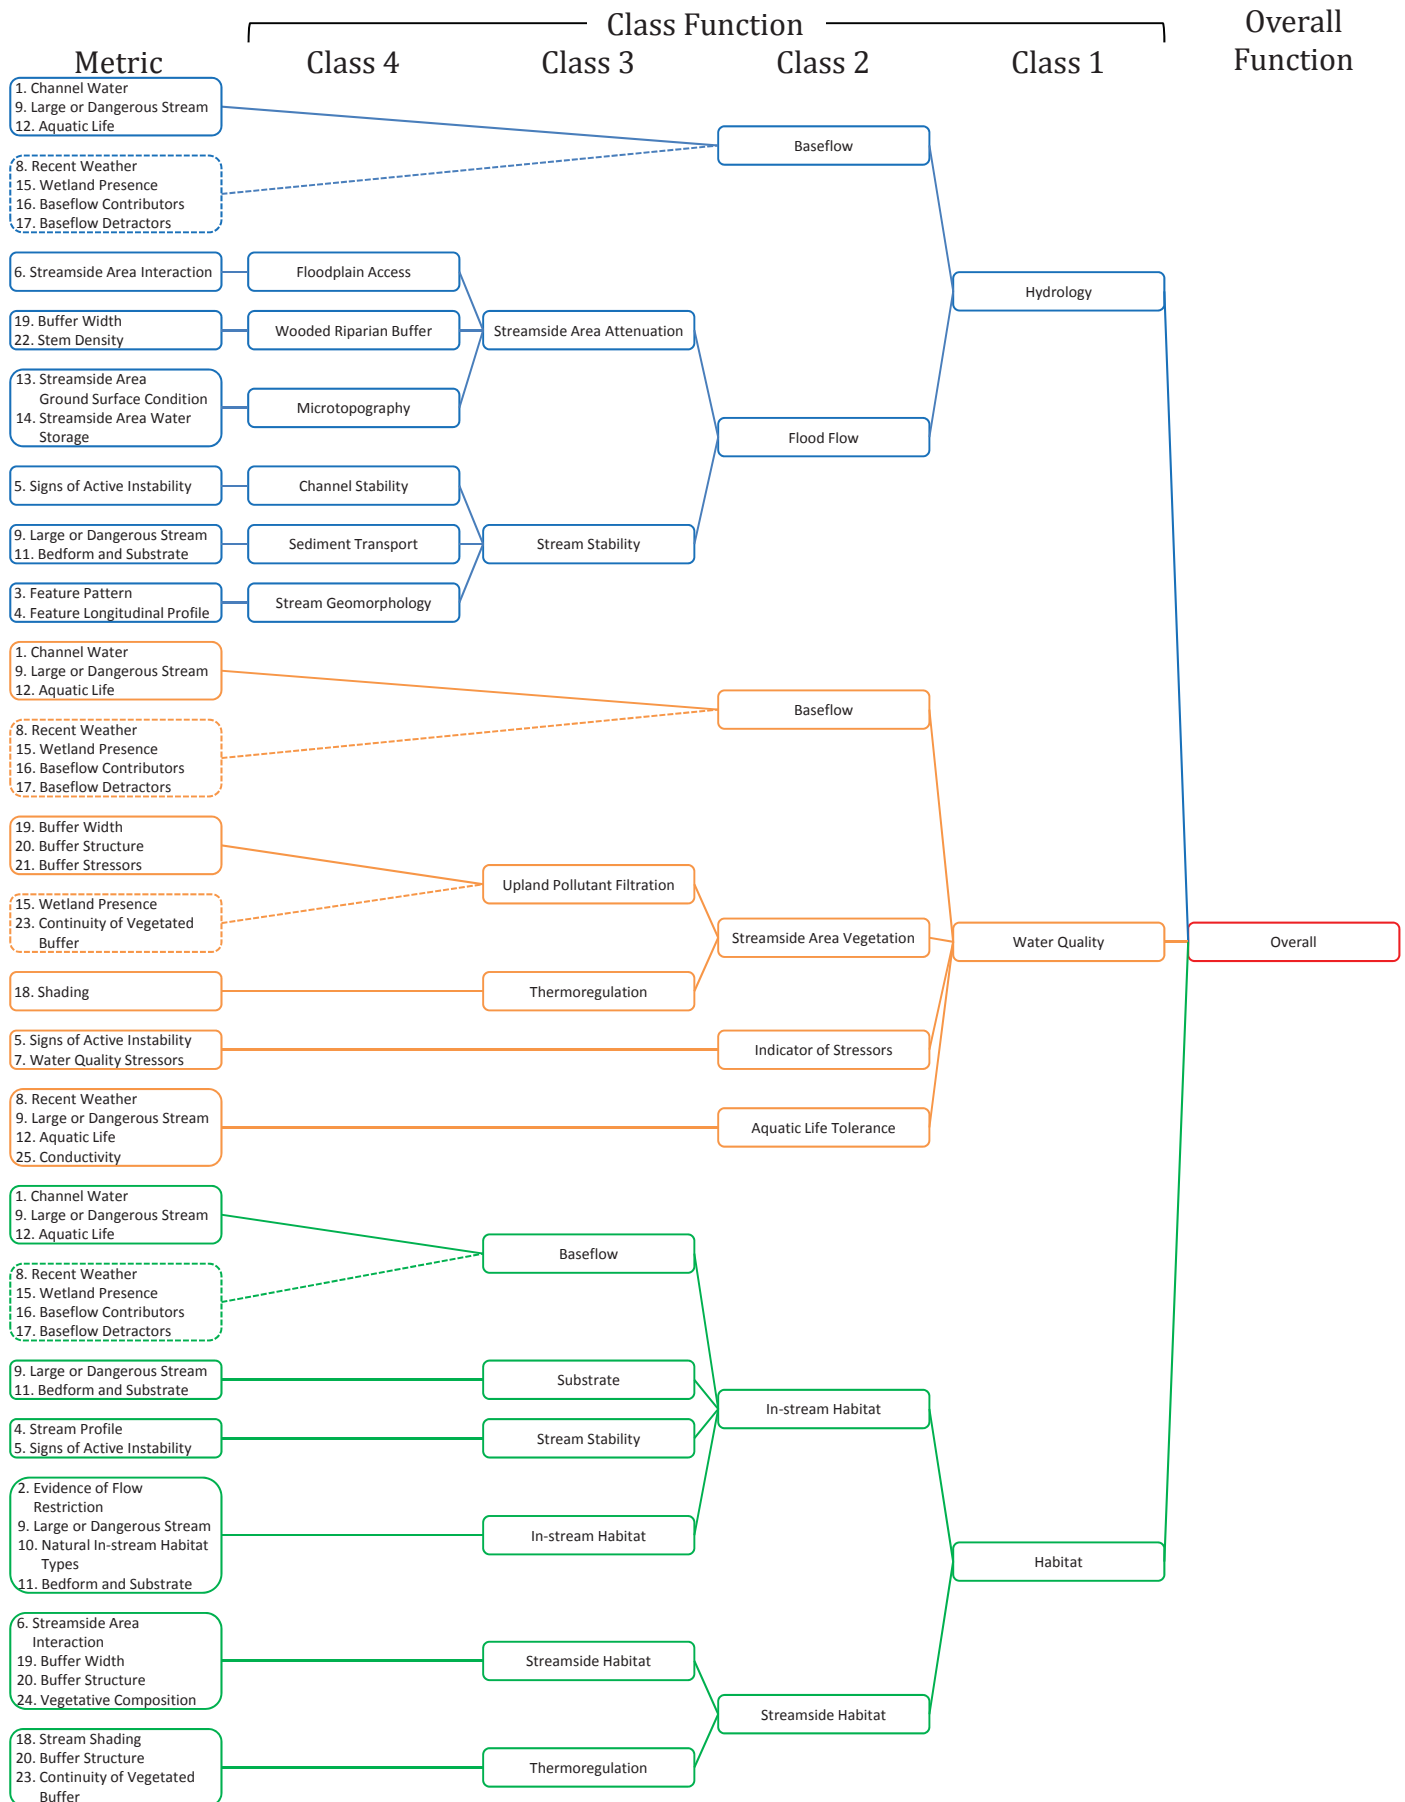 Class Function
Overall
Function
Metric
Class 4
Class 3
Class 2
Class 1
1. Channel Water
9. Large or Dangerous Stream
12. Aquatic Life
Baseflow
8. Recent Weather
15. Wetland Presence
16. Baseflow Contributors
17. Baseflow Detractors
6. Streamside Area Interaction
Floodplain Access
Hydrology
19. Buffer Width
22. Stem Density
Wooded Riparian Buffer
Streamside Area Attenuation
13. Streamside Area
Ground Surface Condition
14. Streamside Area Water
Storage
Microtopography
Flood Flow
5. Signs of Active Instability
Channel Stability
9. Large or Dangerous Stream
11. Bedform and Substrate
Sediment Transport
Stream Stability
3. Feature Pattern
4. Feature Longitudinal Profile
Stream Geomorphology
1. Channel Water
9. Large or Dangerous Stream
12. Aquatic Life
Baseflow
8. Recent Weather
15. Wetland Presence
16. Baseflow Contributors
17. Baseflow Detractors
19. Buffer Width
20. Buffer Structure
21. Buffer Stressors
Upland Pollutant Filtration
15. Wetland Presence
23. Continuity of Vegetated
Buffer
Streamside Area Vegetation
Water Quality
Overall
18. Shading
Thermoregulation
5. Signs of Active Instability
7. Water Quality Stressors
Indicator of Stressors
8. Recent Weather
9. Large or Dangerous Stream
12. Aquatic Life
25. Conductivity
Aquatic Life Tolerance
1. Channel Water
9. Large or Dangerous Stream
12. Aquatic Life
Baseflow
8. Recent Weather
15. Wetland Presence
16. Baseflow Contributors
17. Baseflow Detractors
9. Large or Dangerous Stream
11. Bedform and Substrate
Substrate
In-stream Habitat
4. Stream Profile
5. Signs of Active Instability
Stream Stability
2. Evidence of Flow
Restriction
9. Large or Dangerous Stream
10. Natural In-stream Habitat
Types
11. Bedform and Substrate
In-stream Habitat
Habitat
6. Streamside Area
Interaction
19. Buffer Width
20. Buffer Structure
24. Vegetative Composition
Streamside Habitat
Streamside Habitat
18. Stream Shading
20. Buffer Structure
23. Continuity of Vegetated
Buffer
Thermoregulation